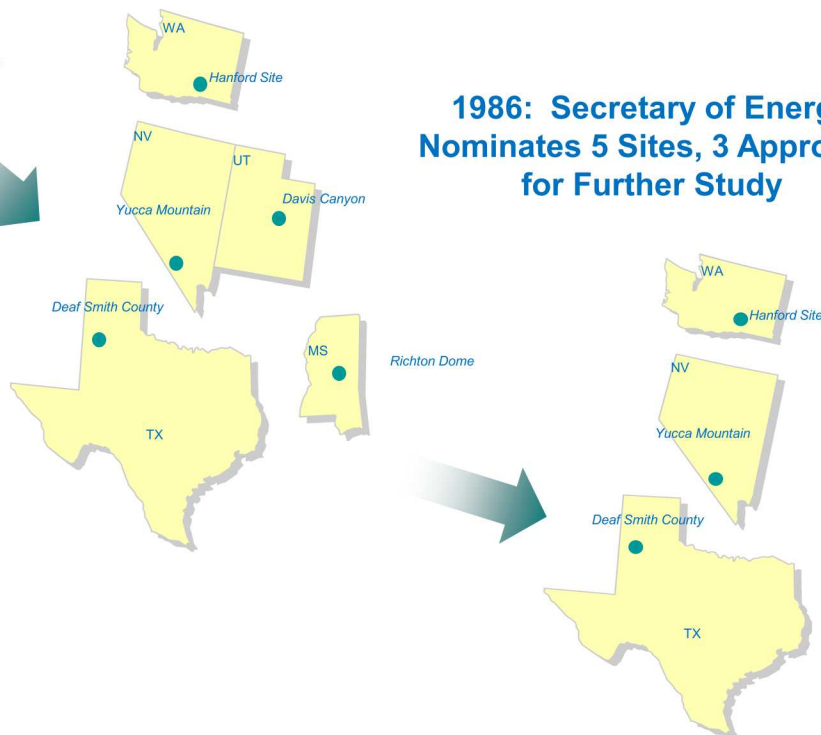 WA
Hanford Site
NV
UT
Davis Canyon
Yucca Mountain
Deaf Smith County
MS
Richton Dome
TX
1986: Secretary of Energ
Nominates 5 Sites, 3 Appro
for Further Study
WA
Hanford Site
NV
Yucca Mountain
Deaf Smith County
TX